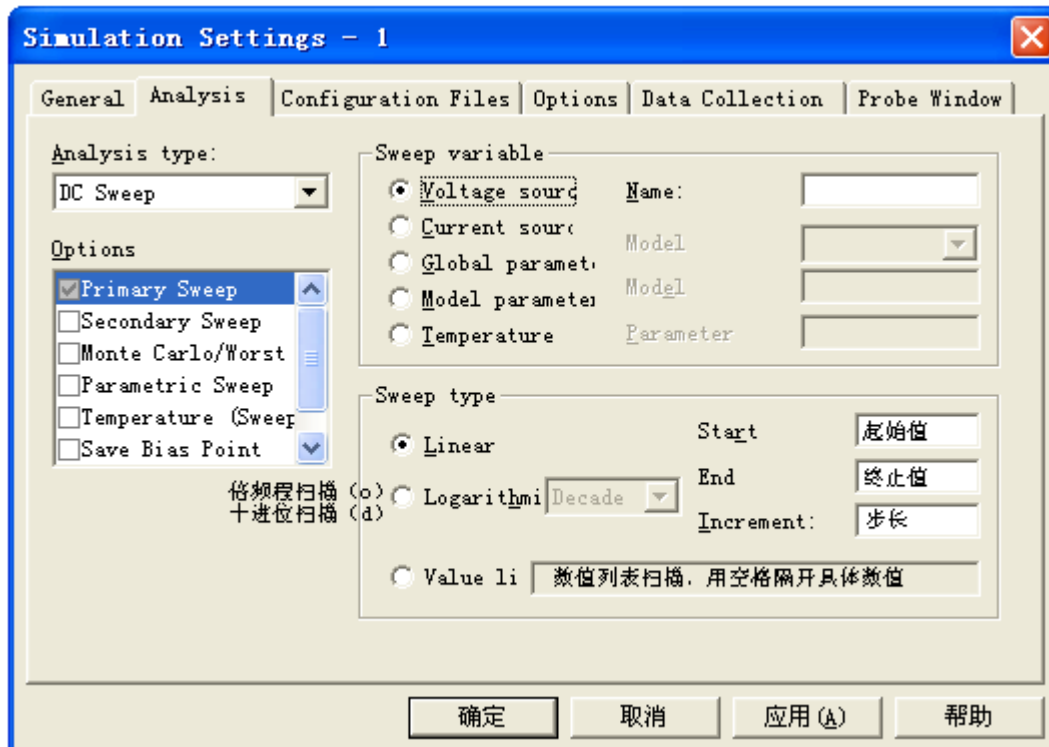 Simulation Settings - 1
General Analysis Configuration Files Options Data Collection Probe Window
Analysis type:
DC Sweep
Options
Primary Sweep
Secondary Sweep
Monte Carlo/Worst
Parametric Sweep
Temperature (Sweep
Save Bias Point
Sweep variable
Voltage sourc
Name:
Current sourc
Model
Global paramete
Model
Model parameter
Temperature
Parameter
Sweep type
Linear
Start 起始值
End 终止值
倍频程扫描 (o)
十进位扫描 (d)
Logarithmi Decade
Increment: 步长
Value li 数值列表扫描，用空格隔开具体数值
确定 取消 应用(A) 帮助